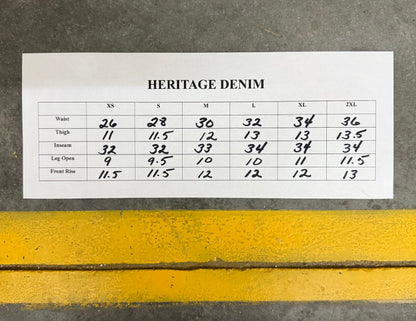 HERITAGE DENIM
XS S M L XL 2XL
Waist 26 28 30 32 34 36
Thigh 11 11.5 12 13 13 13.5
Inseam 32 32 33 34 34 34
Leg Open 9 9.5 10 10 11 11.5
Front Rise 11.5 11.5 12 12 12 13